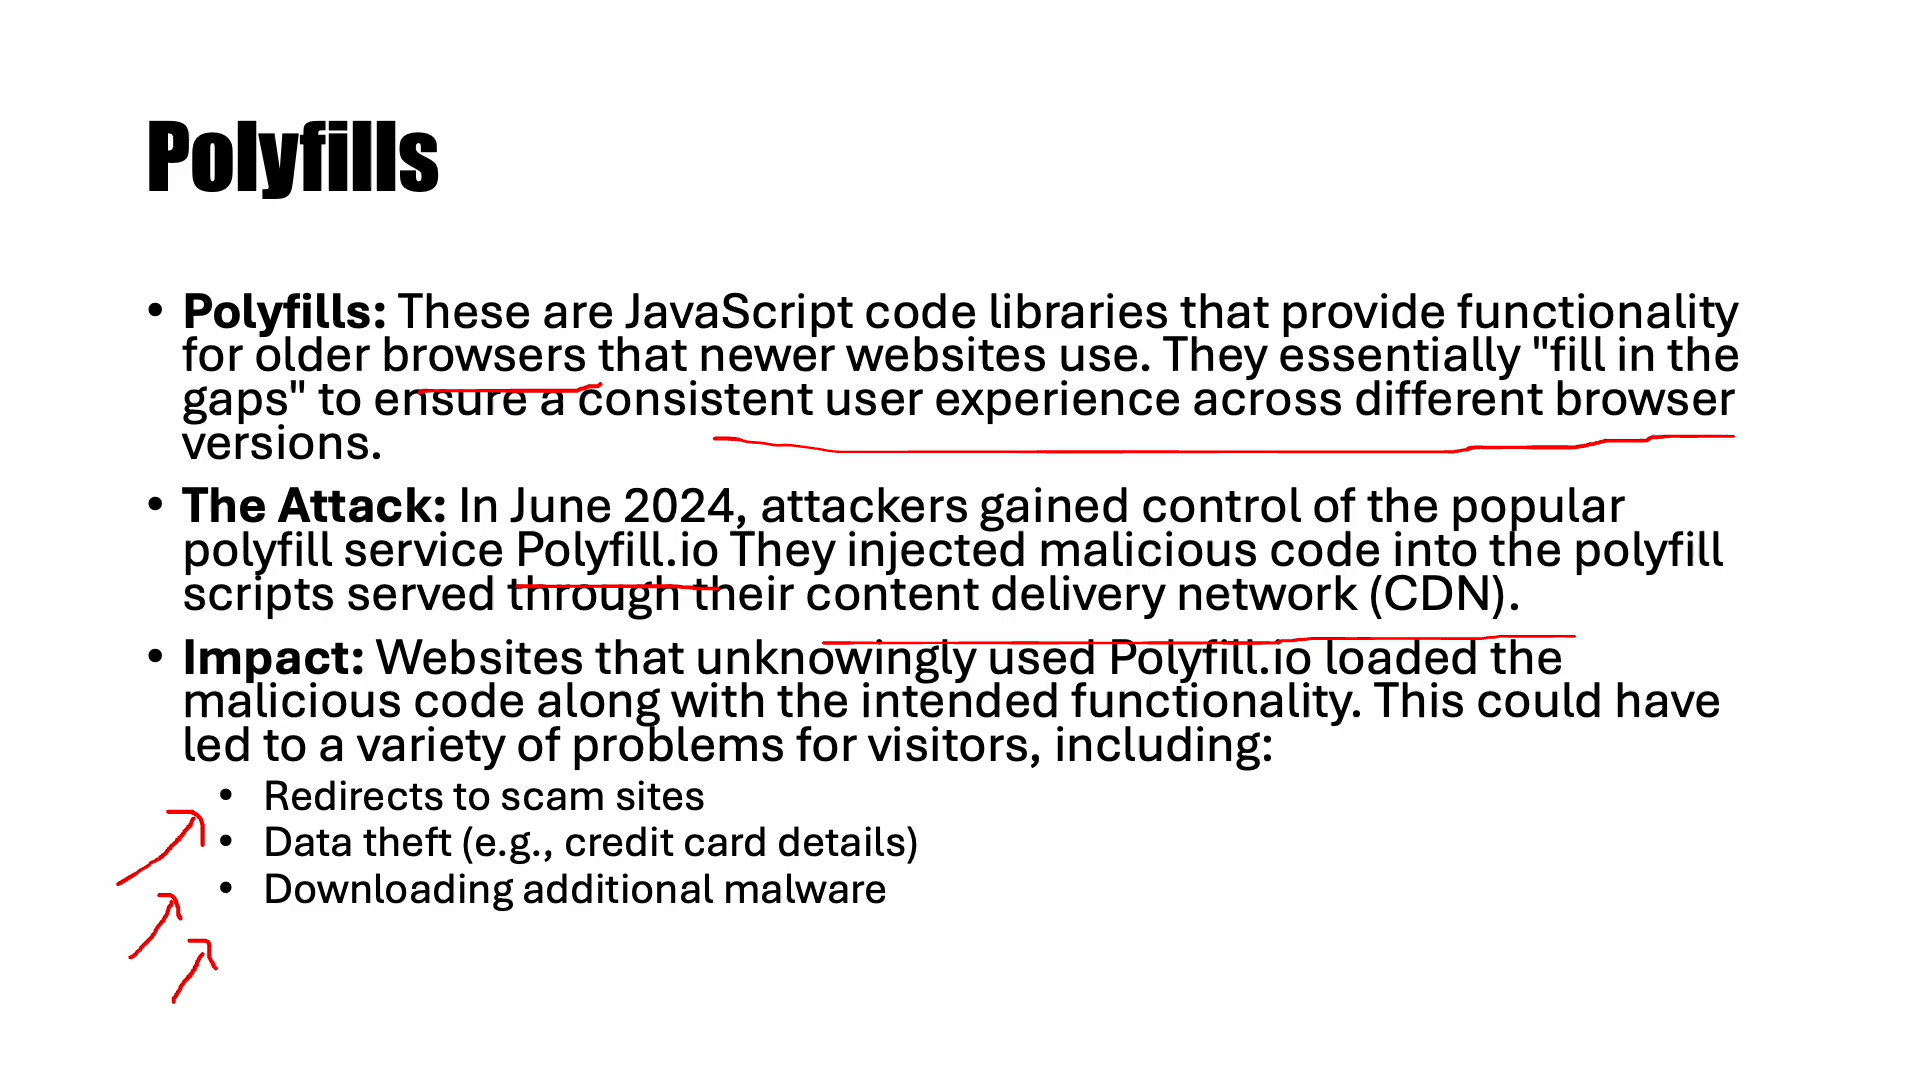 Polyfills
• Polyfills: These are JavaScript code libraries that provide functionality
for older browsers that newer websites use. They essentially "fill in the
gaps" to ensure a consistent user experience across different browser
versions.
• The Attack: In June 2024, attackers gained control of the popular
polyfill service Polyfill.io They injected malicious code into the polyfill
scripts served through their content delivery network (CDN).
• Impact: Websites that unknowingly used Polyfill.io loaded the
malicious code along with the intended functionality. This could have
led to a variety of problems for visitors, including:
• Redirects to scam sites
• Data theft (e.g., credit card details)
• Downloading additional malware